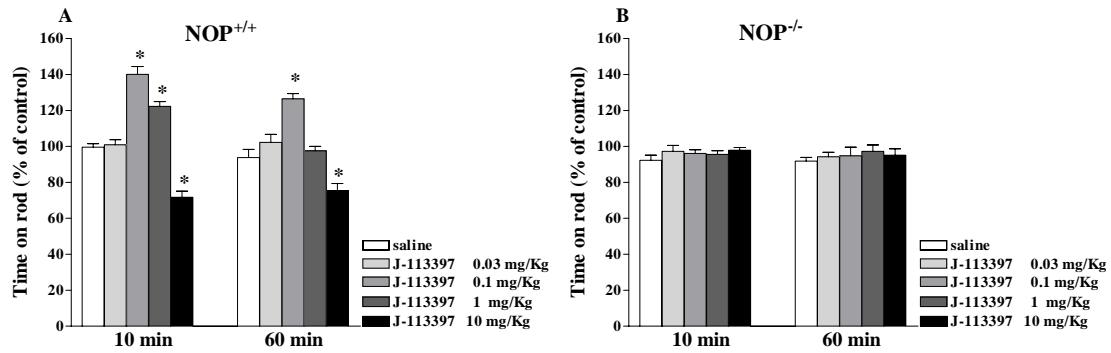 A
NOP+/+
Time on rod (% of control)
160
140
120
100
80
60
40
20
0
*
*
*
*
*
10 min
60 min
saline
J-113397 0.03 mg/Kg
J-113397 0.1 mg/Kg
J-113397 1 mg/Kg
J-113397 10 mg/Kg
B
NOP-/-
Time on rod (% of control)
160
140
120
100
80
60
40
20
0
10 min
60 min
saline
J-113397 0.03 mg/Kg
J-113397 0.1 mg/Kg
J-113397 1 mg/Kg
J-113397 10 mg/Kg